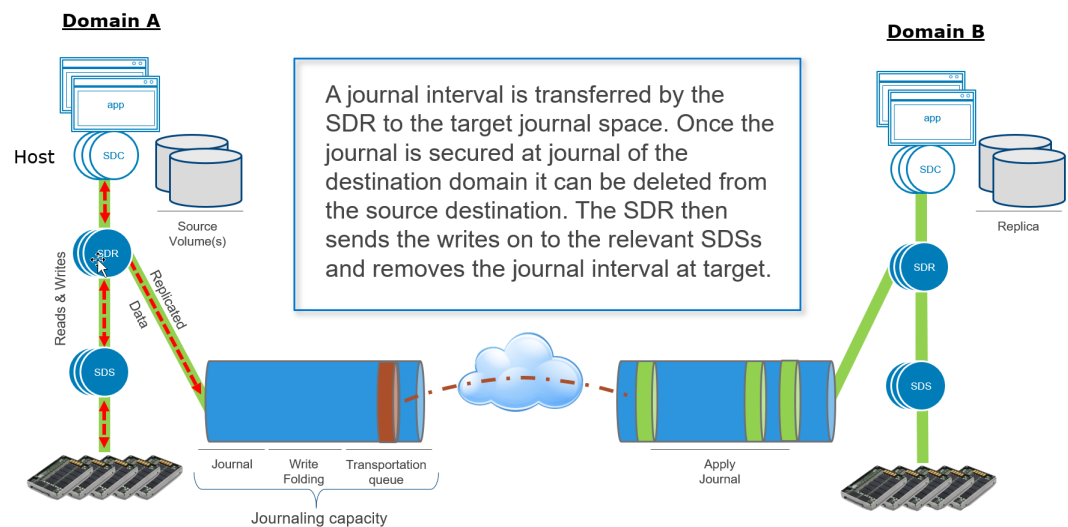 Domain A
Domain B
app
app
A journal interval is transferred by the
SDR to the target journal space. Once the
journal is secured at journal of the
destination domain it can be deleted from
the source destination. The SDR then
sends the writes on to the relevant SDSs
and removes the journal interval at target.
Host
SDC
SDC
Source
Volume(s)
Replica
SDR
SDR
Reads & Writes
Replicated
Data
SDS
SDS
Journal
Write
Folding
Transportation
queue
Apply
Journal
Journaling capacity